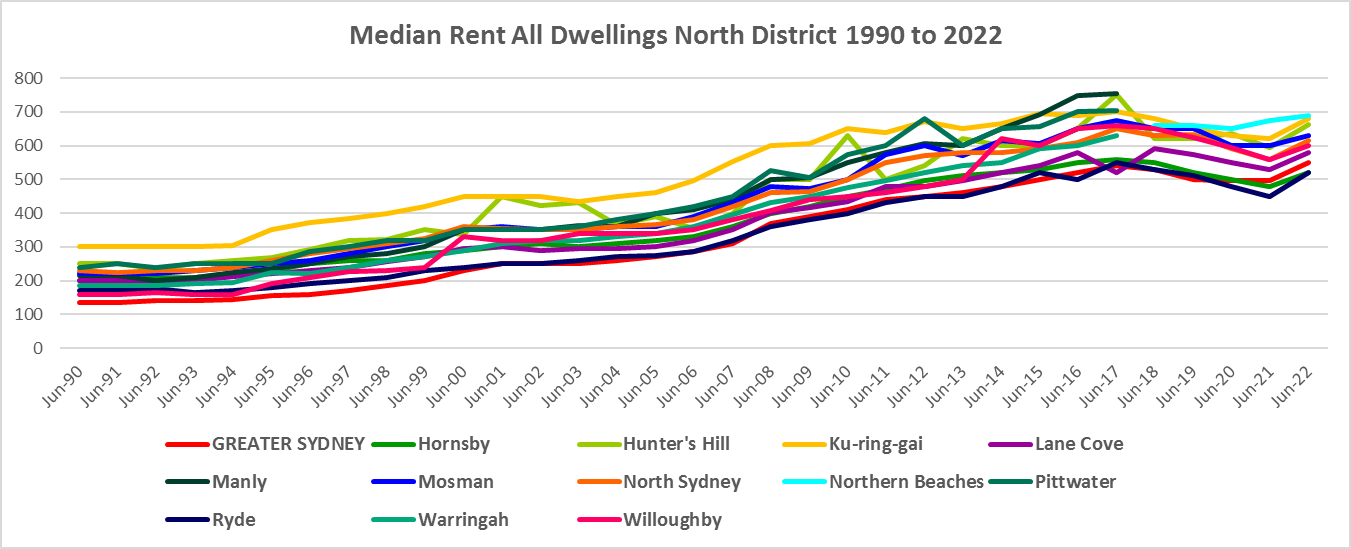 Median Rent All Dwellings North District 1990 to 2022
800
700
600
500
400
300
200
100
0
Jun-90 Jun-91 Jun-92 Jun-93 Jun-94 Jun-95 Jun-96 Jun-97 Jun-98 Jun-99 Jun-00 Jun-01 Jun-02 Jun-03 Jun-04 Jun-05 Jun-06 Jun-07 Jun-08 Jun-09 Jun-10 Jun-11 Jun-12 Jun-13 Jun-14 Jun-15 Jun-16 Jun-17 Jun-18 Jun-19 Jun-20 Jun-21 Jun-22
GREATER SYDNEY Hornsby Hunter's Hill Ku-ring-gai Lane Cove
Manly Mosman North Sydney Northern Beaches Pittwater
Ryde Warringah Willoughby